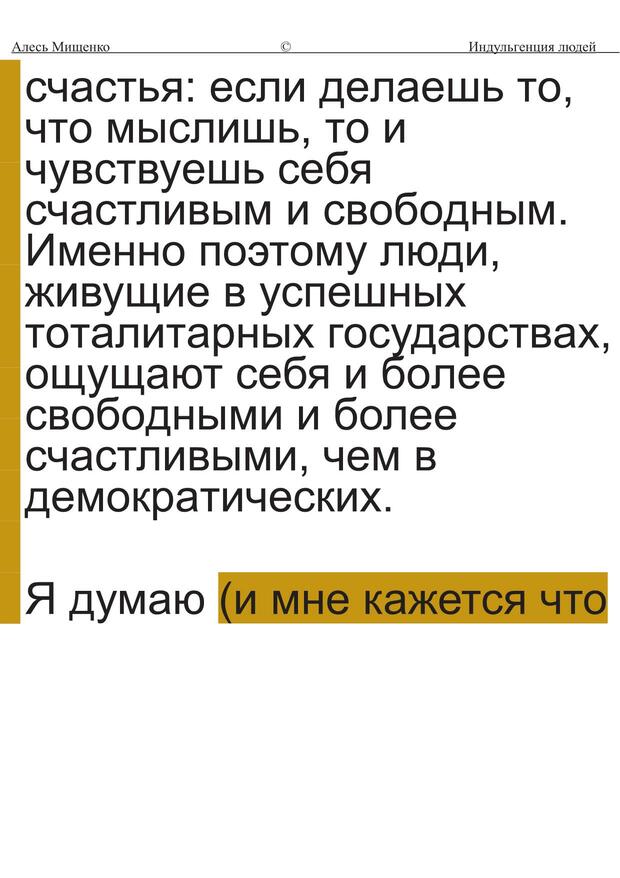 Алесь Мищенко © Индульгенция людей
счастья: если делаешь то,
что мыслишь, то и
чувствуешь себя
счастливым и свободным.
Именно поэтому люди,
живущие в успешных
тоталитарных государствах,
ощущают себя и более
свободными и более
счастливыми, чем в
демократических.
Я думаю (и мне кажется что